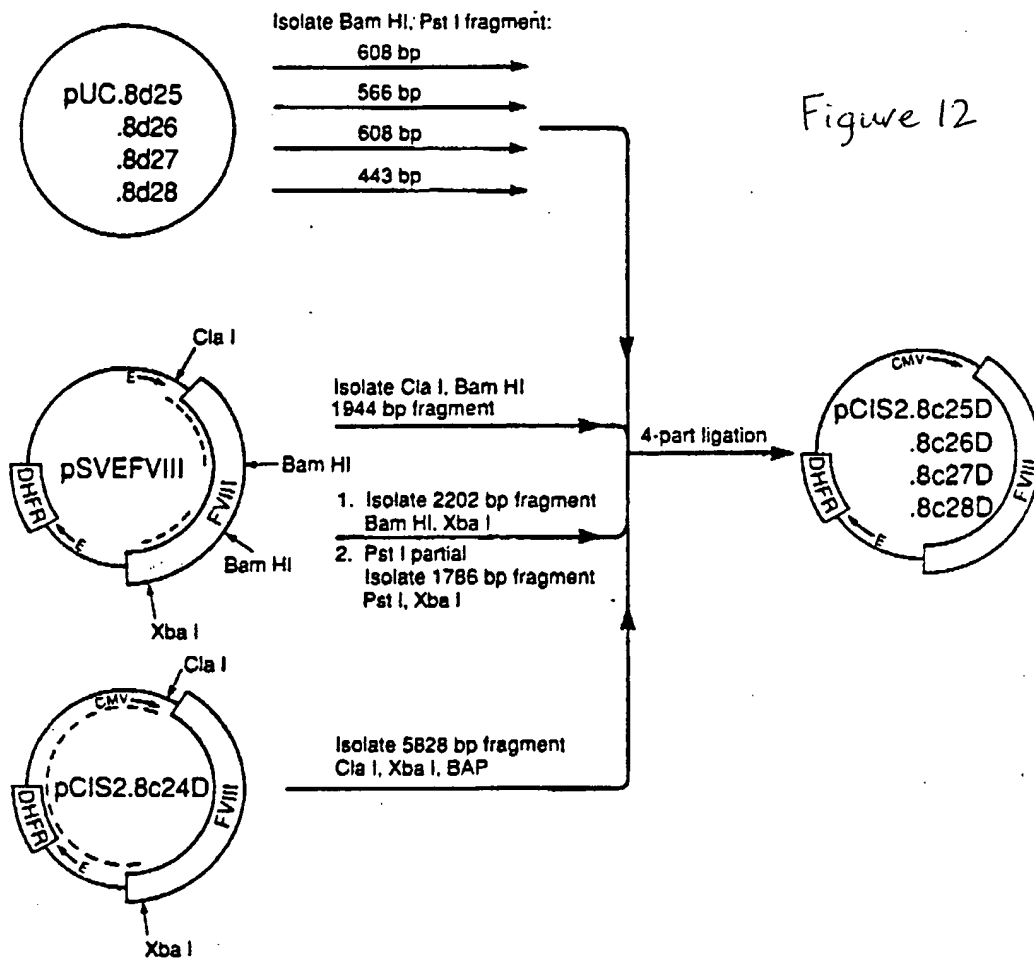 Isolate Bam HI, Pst I fragment:
608 bp
566 bp
608 bp
443 bp
pUC.8d25
.8d26
.8d27
.8d28
Figure 12
Cla I
E
pSVEFVIII
DHFR
E
FVIII
Bam HI
Bam HI
Xba I
Isolate Cla I, Bam HI
1944 bp fragment
1. Isolate 2202 bp fragment
Bam HI, Xba I
2. Pst I partial
Isolate 1786 bp fragment
Pst I, Xba I
4-part ligation
CMV
pCIS2.8c25D
.8c26D
.8c27D
.8c28D
DHFR
E
FVIII
Cla I
CMV
pCIS2.8c24D
DHFR
E
FVIII
Xba I
Isolate 5828 bp fragment
Cla I, Xba I, BAP